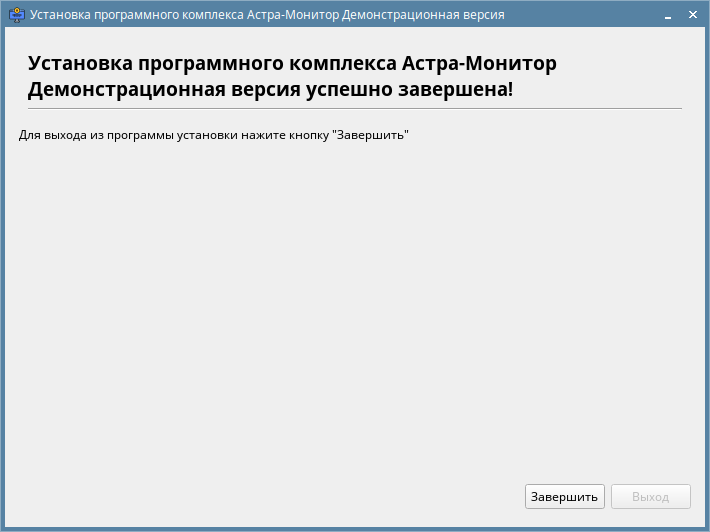 Установка программного комплекса Астра-Монитор Демонстрационная версия
Установка программного комплекса Астра-Монитор
Демонстрационная версия успешно завершена!
Для выхода из программы установки нажите кнопку "Завершить"
Завершить
Выход